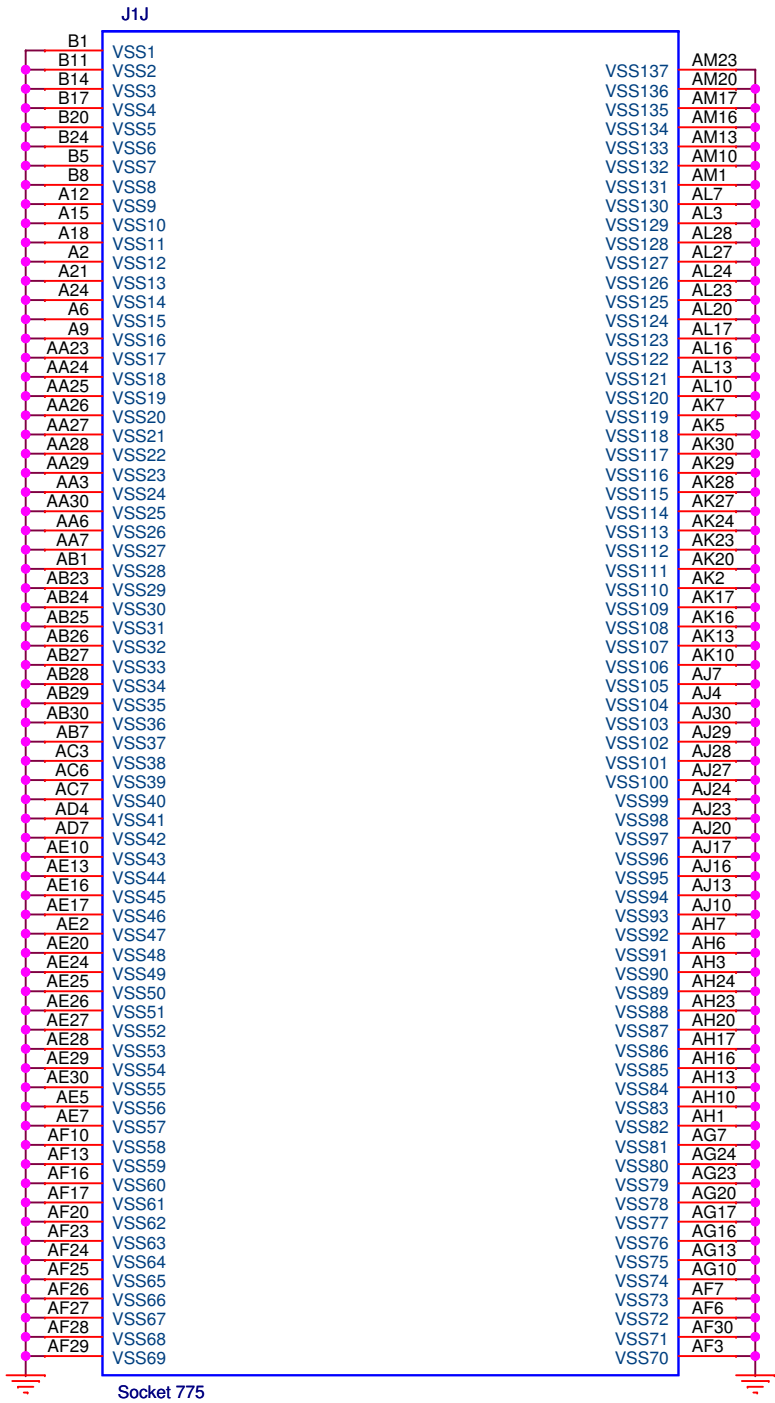 J1J
B1 VSS1
B11 VSS2
B14 VSS3
B17 VSS4
B20 VSS5
B24 VSS6
B5 VSS7
B8 VSS8
A12 VSS9
A15 VSS10
A18 VSS11
A2 VSS12
A21 VSS13
A24 VSS14
A6 VSS15
A9 VSS16
AA23 VSS17
AA24 VSS18
AA25 VSS19
AA26 VSS20
AA27 VSS21
AA28 VSS22
AA29 VSS23
AA3 VSS24
AA30 VSS25
AA6 VSS26
AA7 VSS27
AB1 VSS28
AB23 VSS29
AB24 VSS30
AB25 VSS31
AB26 VSS32
AB27 VSS33
AB28 VSS34
AB29 VSS35
AB30 VSS36
AB7 VSS37
AC3 VSS38
AC6 VSS39
AC7 VSS40
AD4 VSS41
AD7 VSS42
AE10 VSS43
AE13 VSS44
AE16 VSS45
AE17 VSS46
AE2 VSS47
AE20 VSS48
AE24 VSS49
AE25 VSS50
AE26 VSS51
AE27 VSS52
AE28 VSS53
AE29 VSS54
AE30 VSS55
AE5 VSS56
AE7 VSS57
AF10 VSS58
AF13 VSS59
AF16 VSS60
AF17 VSS61
AF20 VSS62
AF23 VSS63
AF24 VSS64
AF25 VSS65
AF26 VSS66
AF27 VSS67
AF28 VSS68
AF29 VSS69
VSS137 AM23
VSS136 AM20
VSS135 AM17
VSS134 AM16
VSS133 AM13
VSS132 AM10
VSS131 AM1
VSS130 AL7
VSS129 AL3
VSS128 AL28
VSS127 AL27
VSS126 AL24
VSS125 AL23
VSS124 AL20
VSS123 AL17
VSS122 AL16
VSS121 AL13
VSS120 AL10
VSS119 AK7
VSS118 AK5
VSS117 AK30
VSS116 AK29
VSS115 AK28
VSS114 AK27
VSS113 AK24
VSS112 AK23
VSS111 AK20
VSS110 AK2
VSS109 AK17
VSS108 AK16
VSS107 AK13
VSS106 AK10
VSS105 AJ7
VSS104 AJ4
VSS103 AJ30
VSS102 AJ29
VSS101 AJ28
VSS100 AJ27
VSS99 AJ24
VSS98 AJ23
VSS97 AJ20
VSS96 AJ17
VSS95 AJ16
VSS94 AJ13
VSS93 AJ10
VSS92 AH7
VSS91 AH6
VSS90 AH3
VSS89 AH24
VSS88 AH23
VSS87 AH20
VSS86 AH17
VSS85 AH16
VSS84 AH13
VSS83 AH10
VSS82 AH1
VSS81 AG7
VSS80 AG24
VSS79 AG23
VSS78 AG20
VSS77 AG17
VSS76 AG16
VSS75 AG13
VSS74 AG10
VSS73 AF7
VSS72 AF6
VSS71 AF30
VSS70 AF3
Socket 775